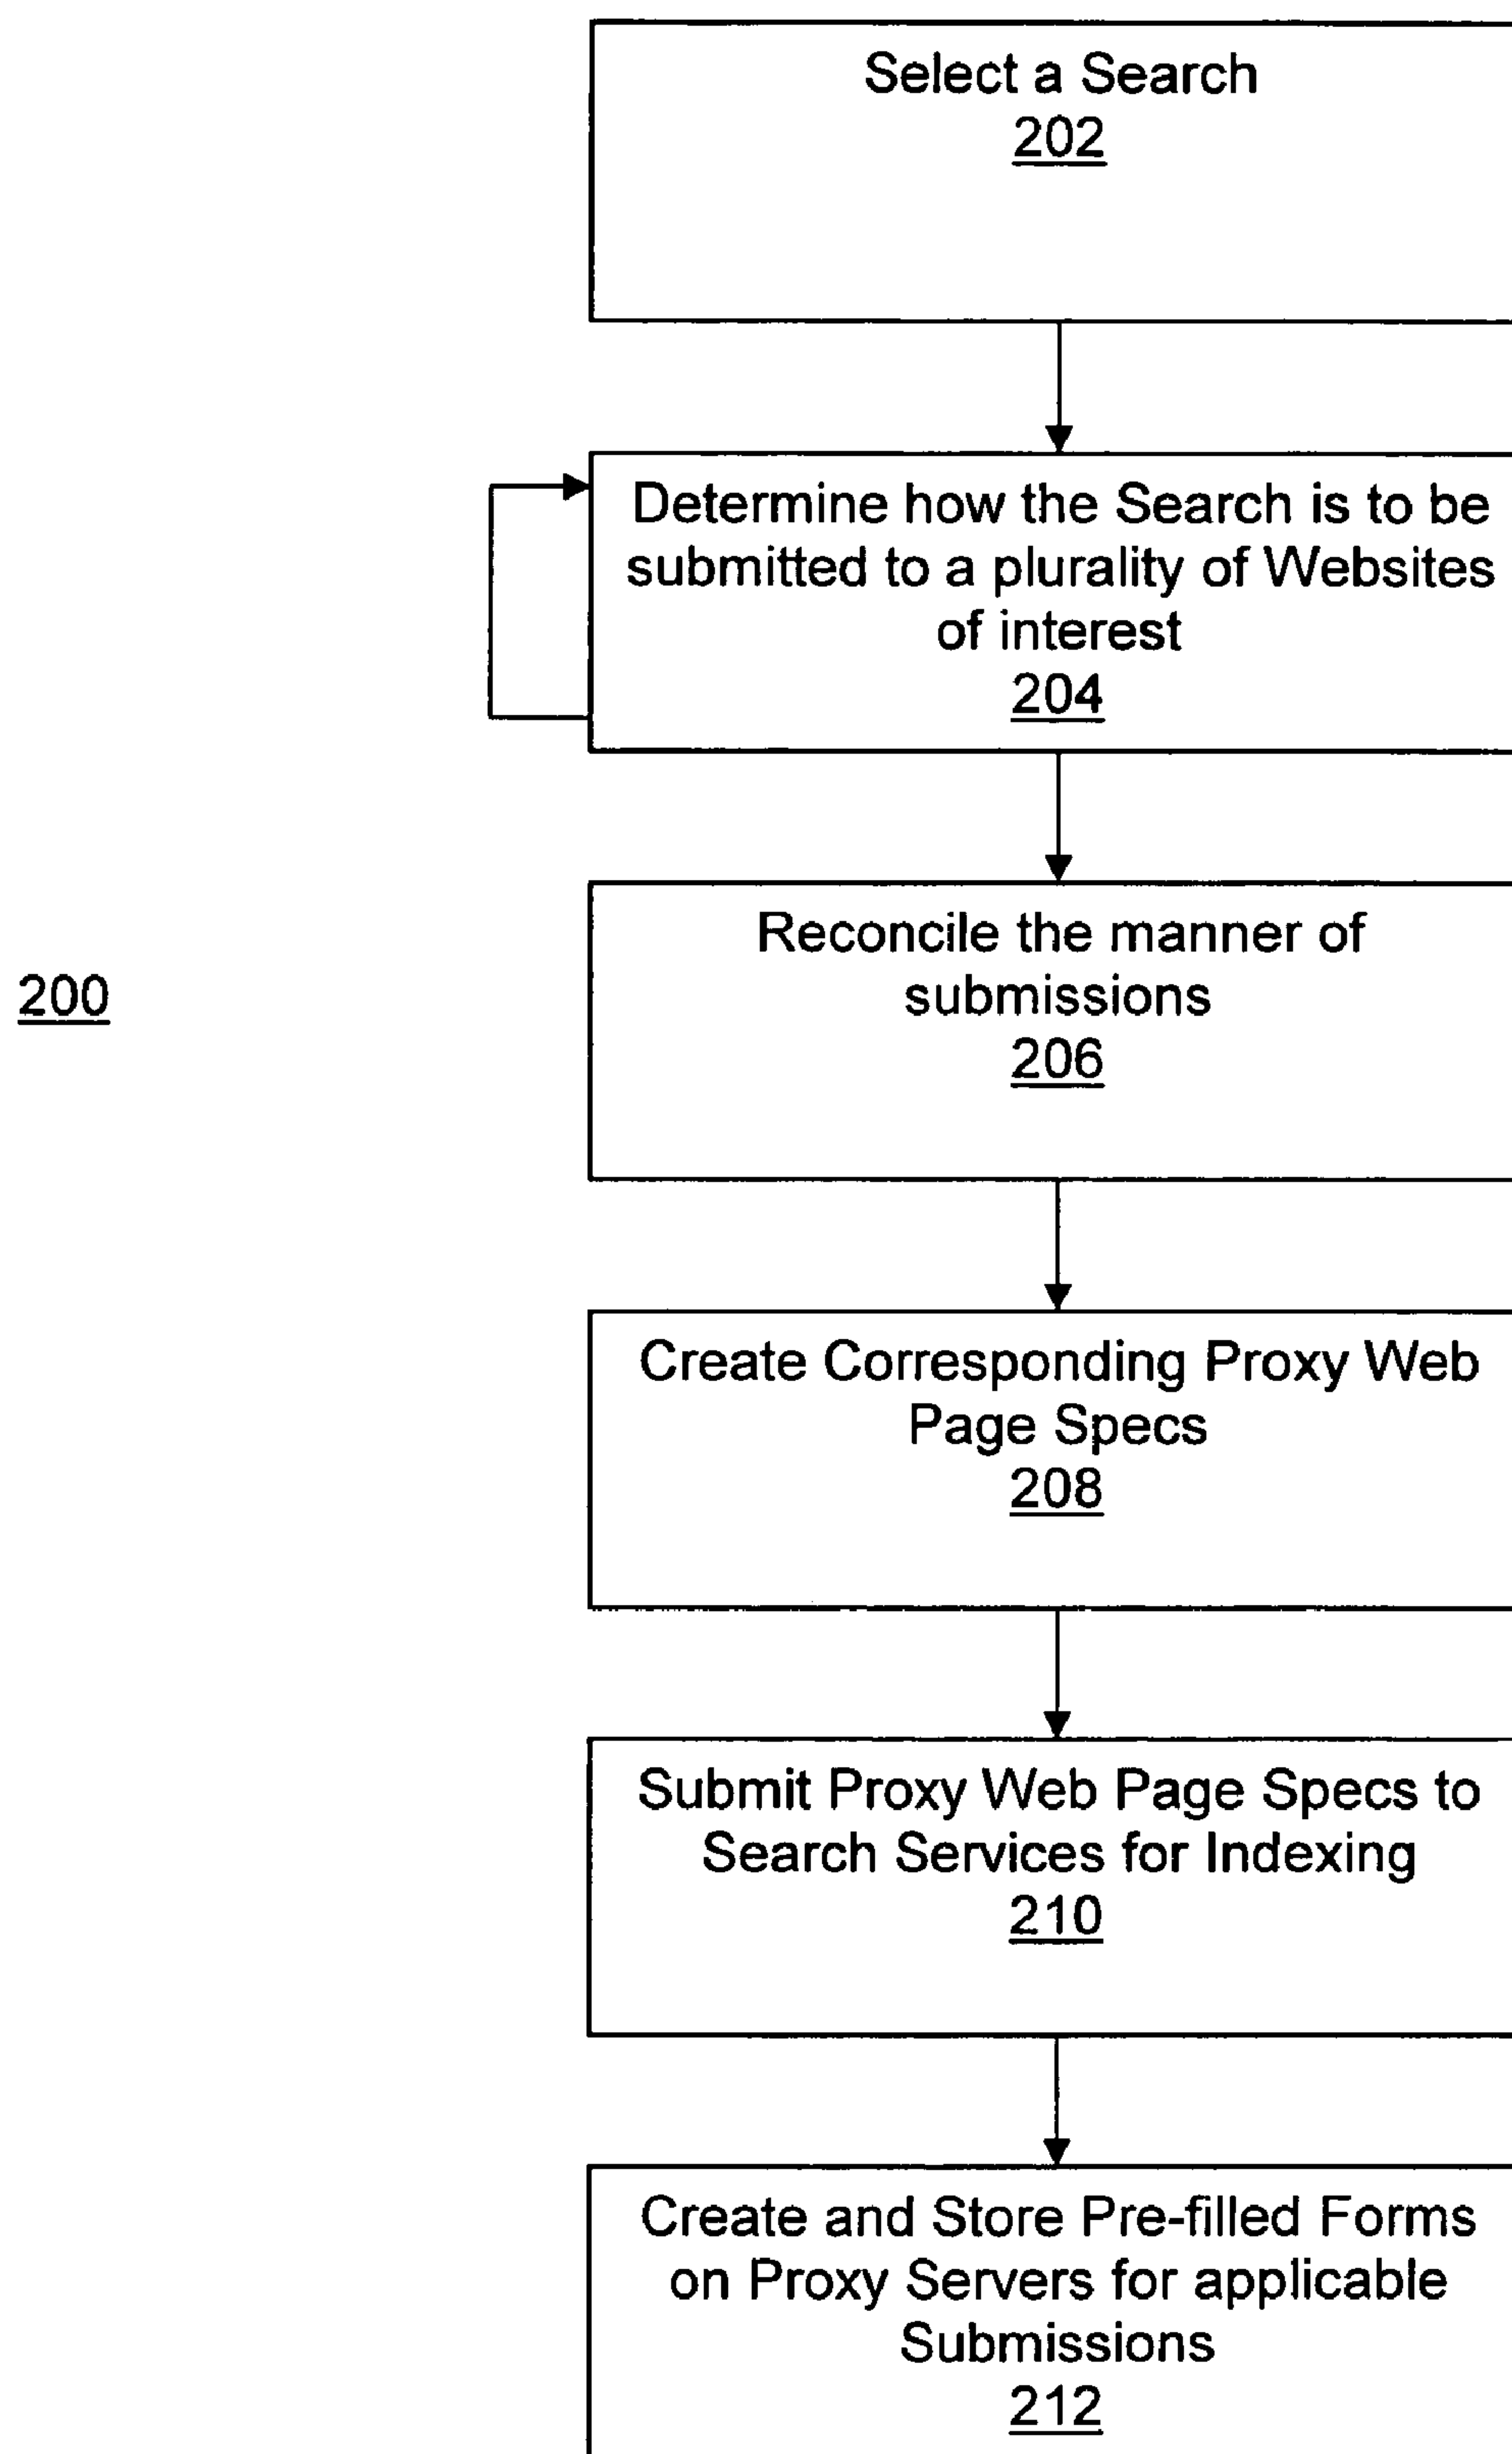 Select a Search
202
Determine how the Search is to be
submitted to a plurality of Websites
of interest
204
Reconcile the manner of
submissions
206
200
Create Corresponding Proxy Web
Page Specs
208
Submit Proxy Web Page Specs to
Search Services for Indexing
210
Create and Store Pre-filled Forms
on Proxy Servers for applicable
Submissions
212